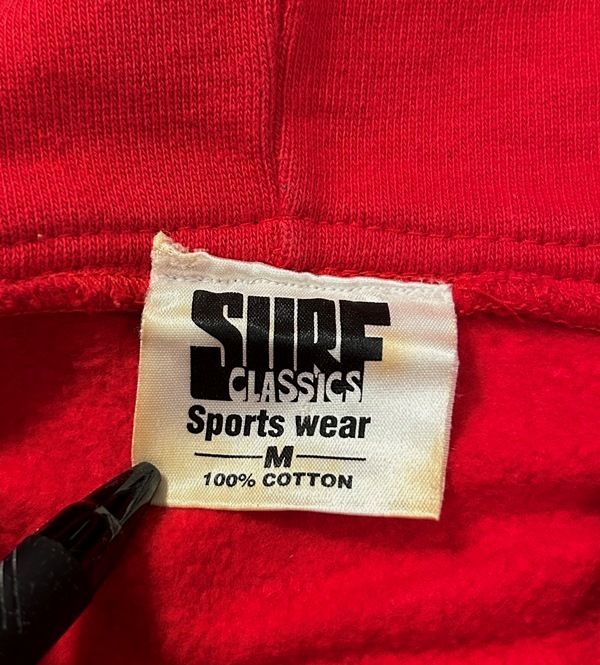 SURF
CLASSICS
Sports wear
M
100% COTTON